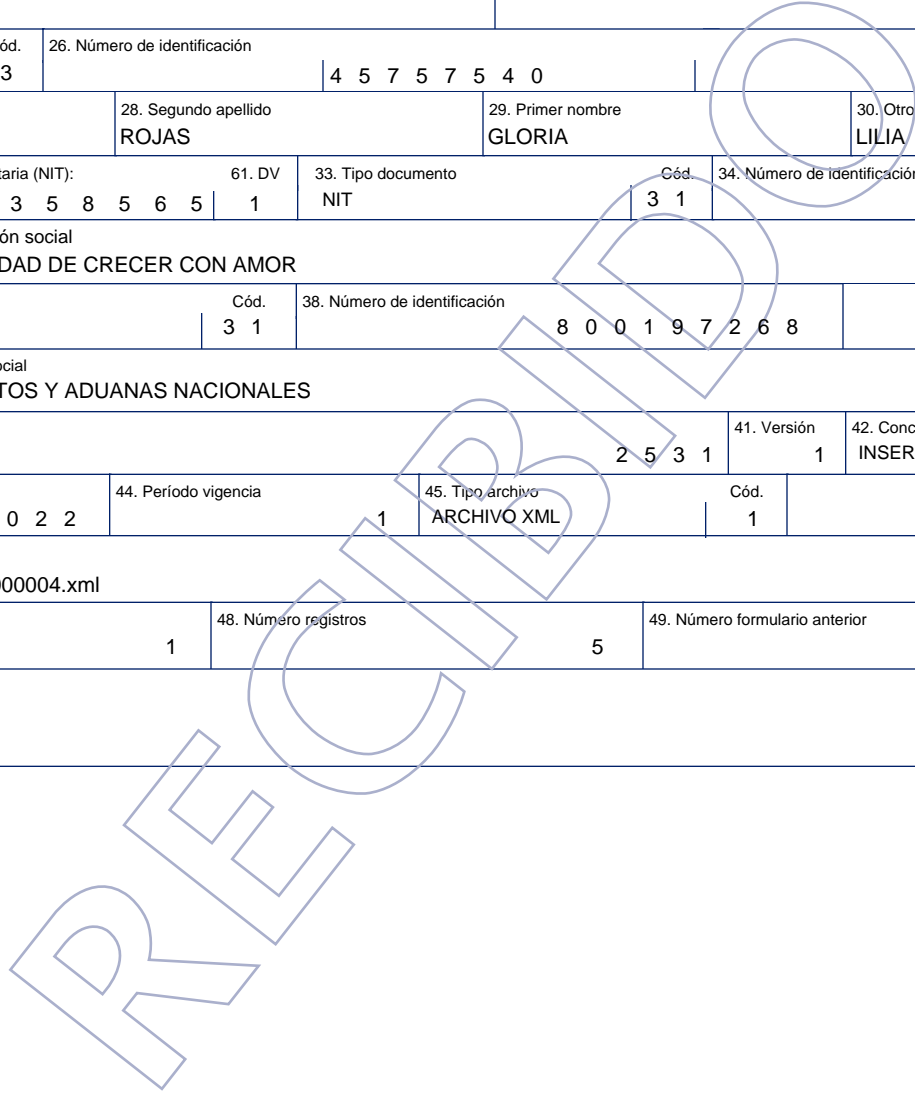 ód. 26. Número de identificación
3 4 5 7 5 7 5 4 0
28. Segundo apellido 29. Primer nombre 30. Otro
ROJAS GLORIA LILIA
taria (NIT): 61. DV 33. Tipo documento Cód. 34. Número de identificación
3 5 8 5 6 5 1 NIT 3 1
ón social
DAD DE CRECER CON AMOR
Cód. 38. Número de identificación
3 1 8 0 0 1 9 7 2 6 8
ocial
TOS Y ADUANAS NACIONALES
41. Versión 42. Conc
2 5 3 1 1 INSER
44. Período vigencia 45. Tipo archivo Cód.
0 2 2 1 ARCHIVO XML 1
000004.xml
48. Número registros 49. Número formulario anterior
1 5
RECIBIDO